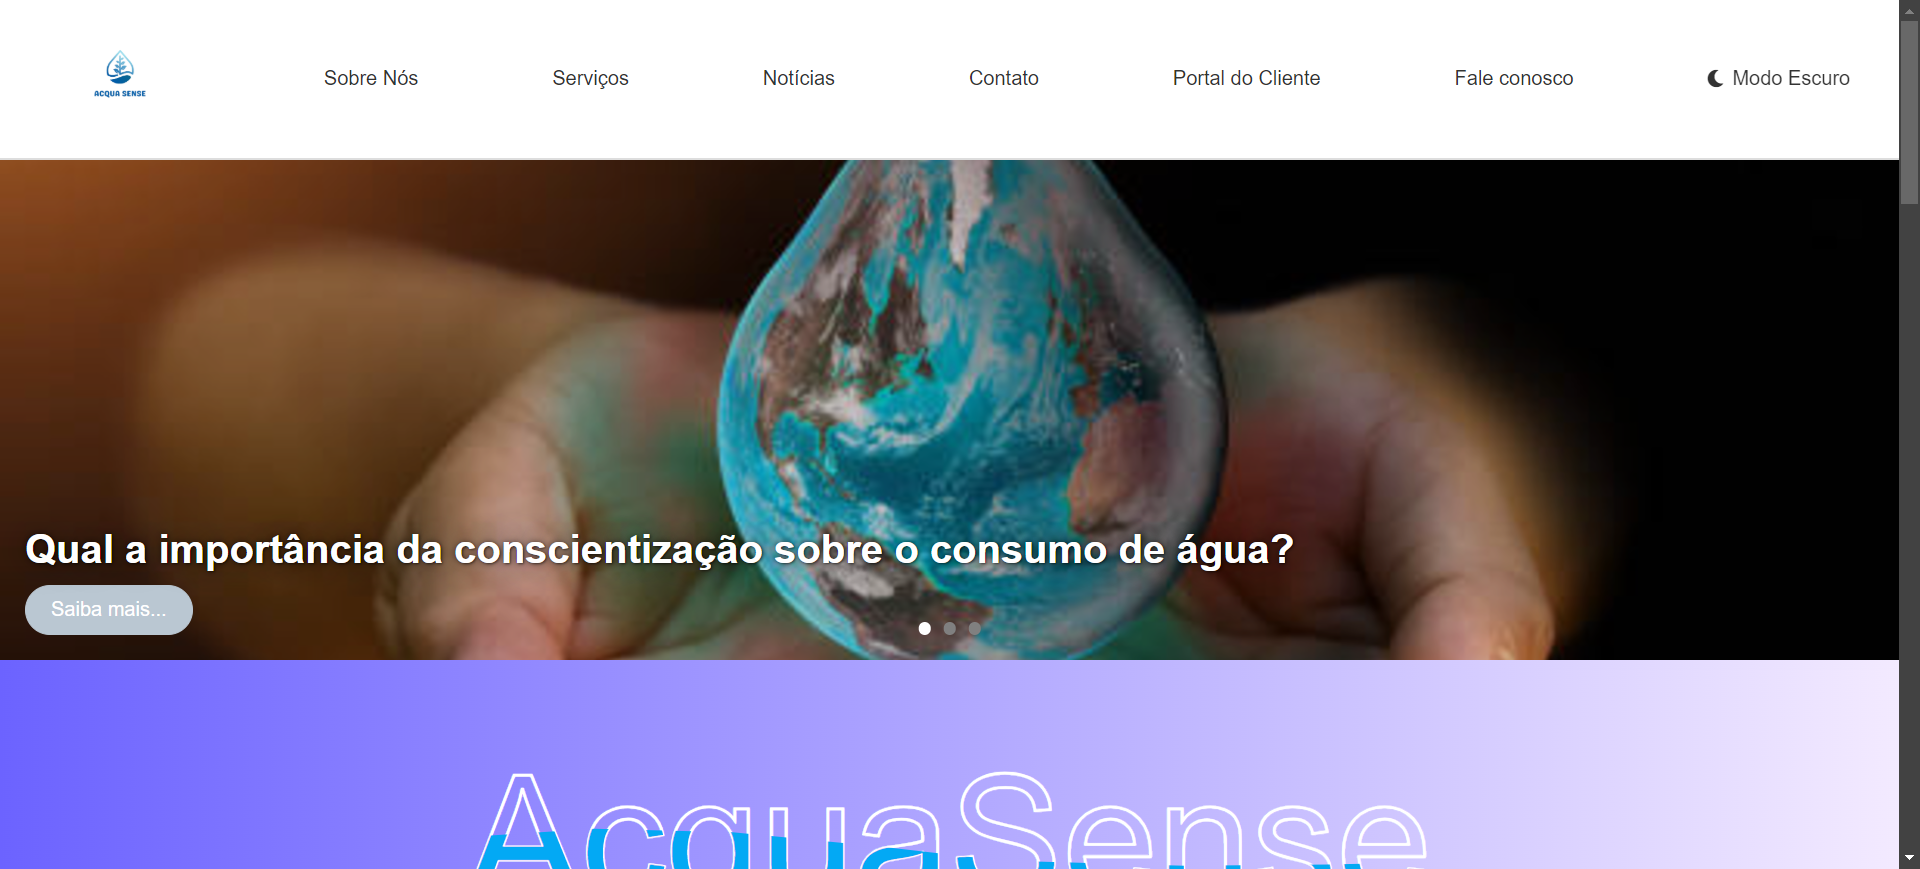 ACQUA SENSE
Sobre Nós
Serviços
Notícias
Contato
Portal do Cliente
Fale conosco
Modo Escuro
Qual a importância da conscientização sobre o consumo de água?
Saiba mais...
AcquaSense